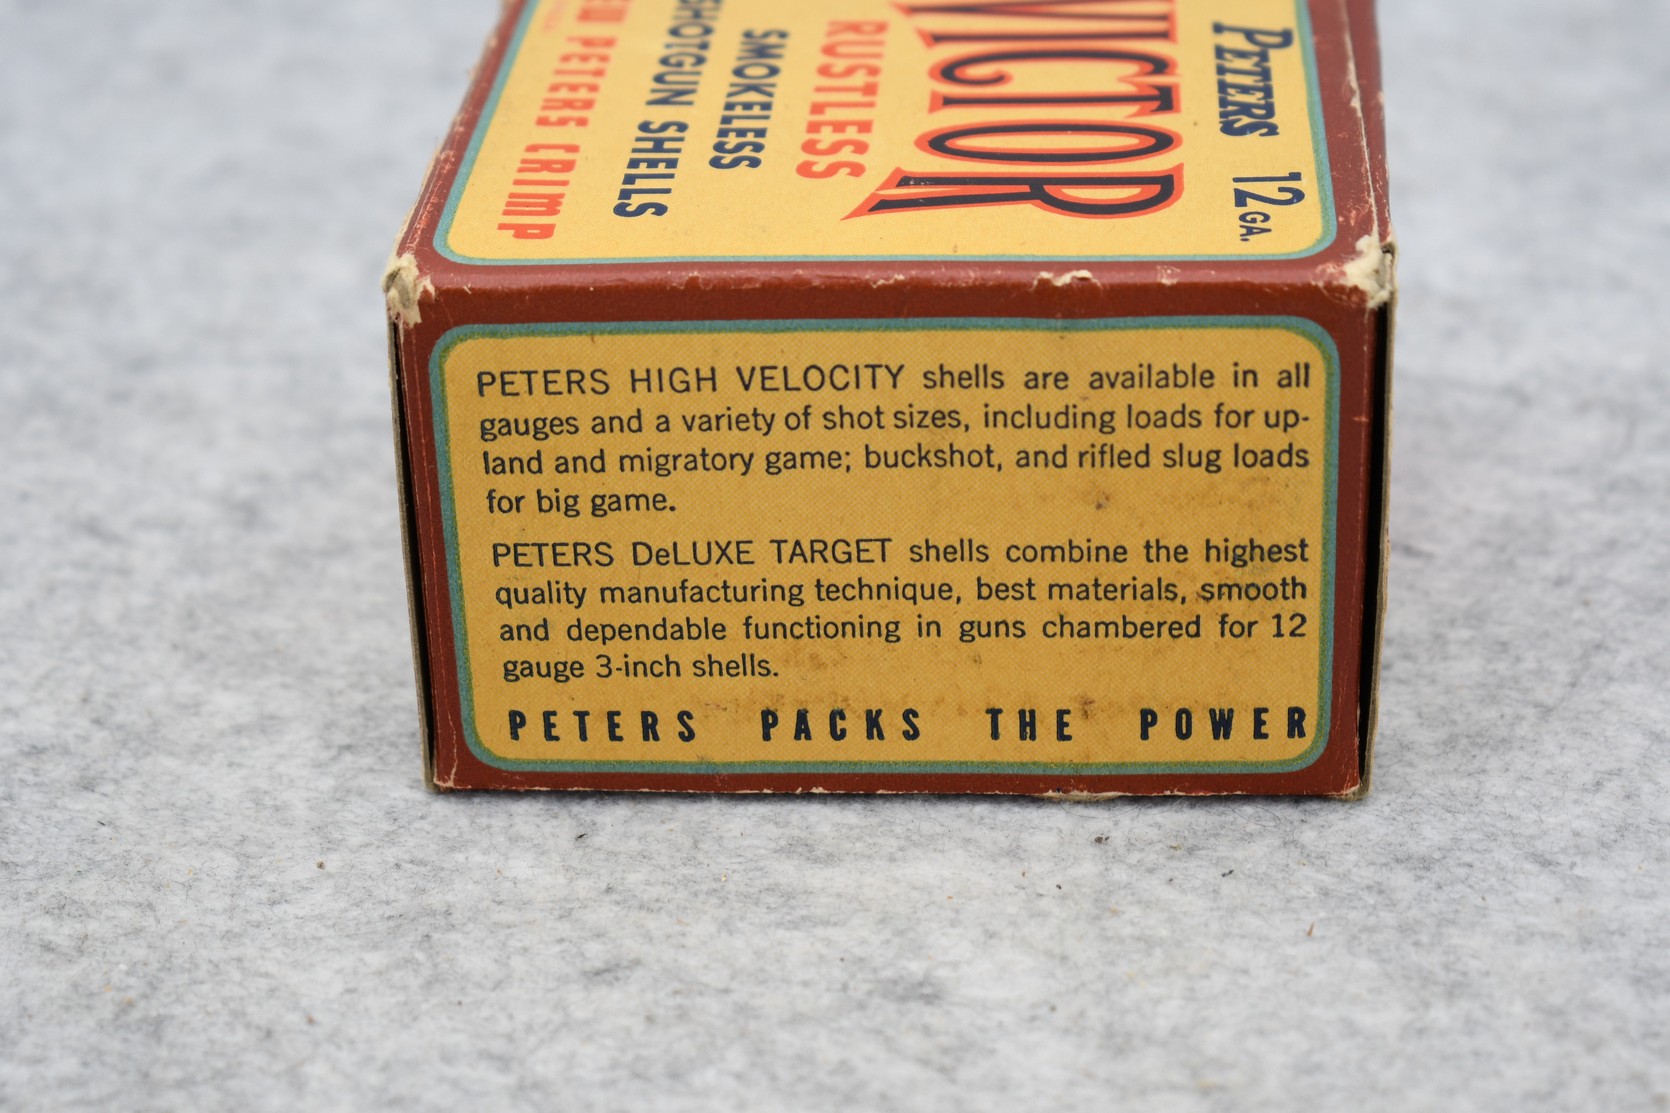 PETERS 12 GA.
VICTOR
RUSTLESS
SMOKELESS
SHOTGUN SHELLS
PETERS CRIMP
PETERS HIGH VELOCITY shells are available in all
gauges and a variety of shot sizes, including loads for up-
land and migratory game; buckshot, and rifled slug loads
for big game.
PETERS DeLUXE TARGET shells combine the highest
quality manufacturing technique, best materials, smooth
and dependable functioning in guns chambered for 12
gauge 3-inch shells.
PETERS PACKS THE POWER